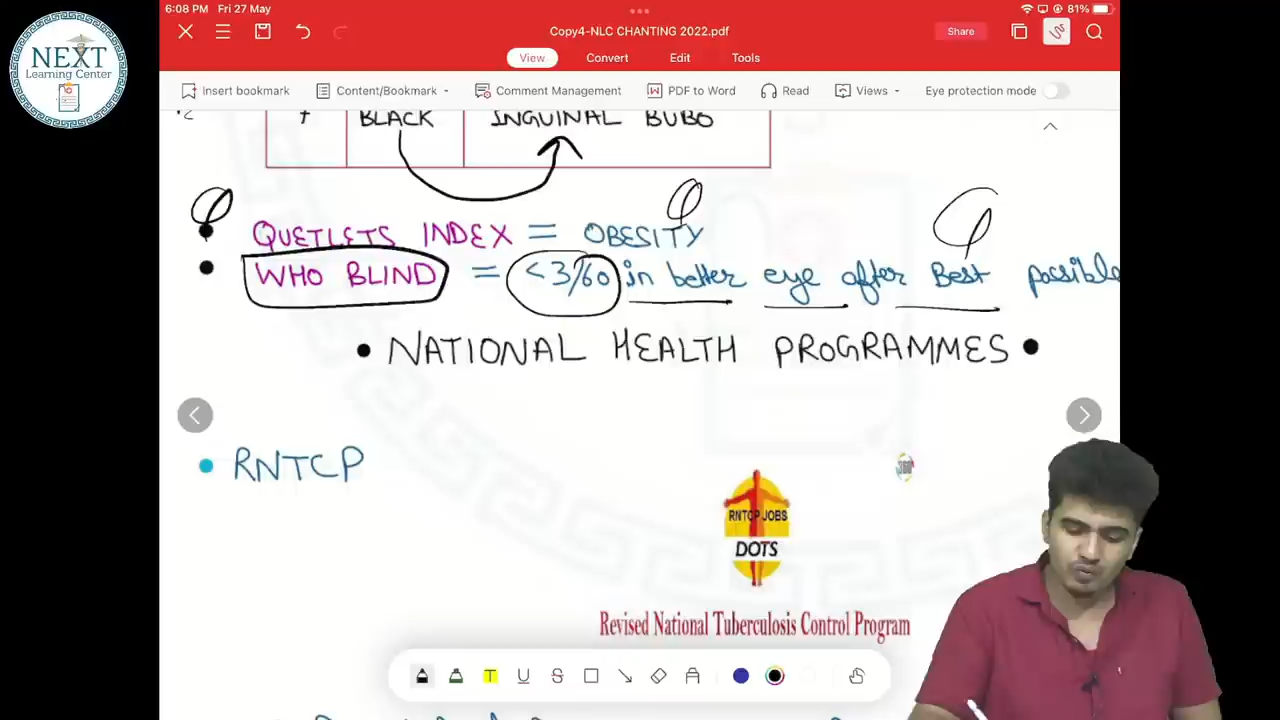 6:08 PM Fri 27 May
81%
NEXT
Learning Center
Copy4-NLC CHANTING 2022.pdf
Share
View Convert Edit Tools
Insert bookmark Content/Bookmark Comment Management PDF to Word Read Views Eye protection mode
BLACK INGUINAL BUBO
QUETLETS INDEX = OBESITY
WHO BLIND = <3/60 in better eye after Best possible
NATIONAL HEALTH PROGRAMMES
RNTCP
360
RNTCP JOBS
DOTS
Revised National Tuberculosis Control Program
T U S A